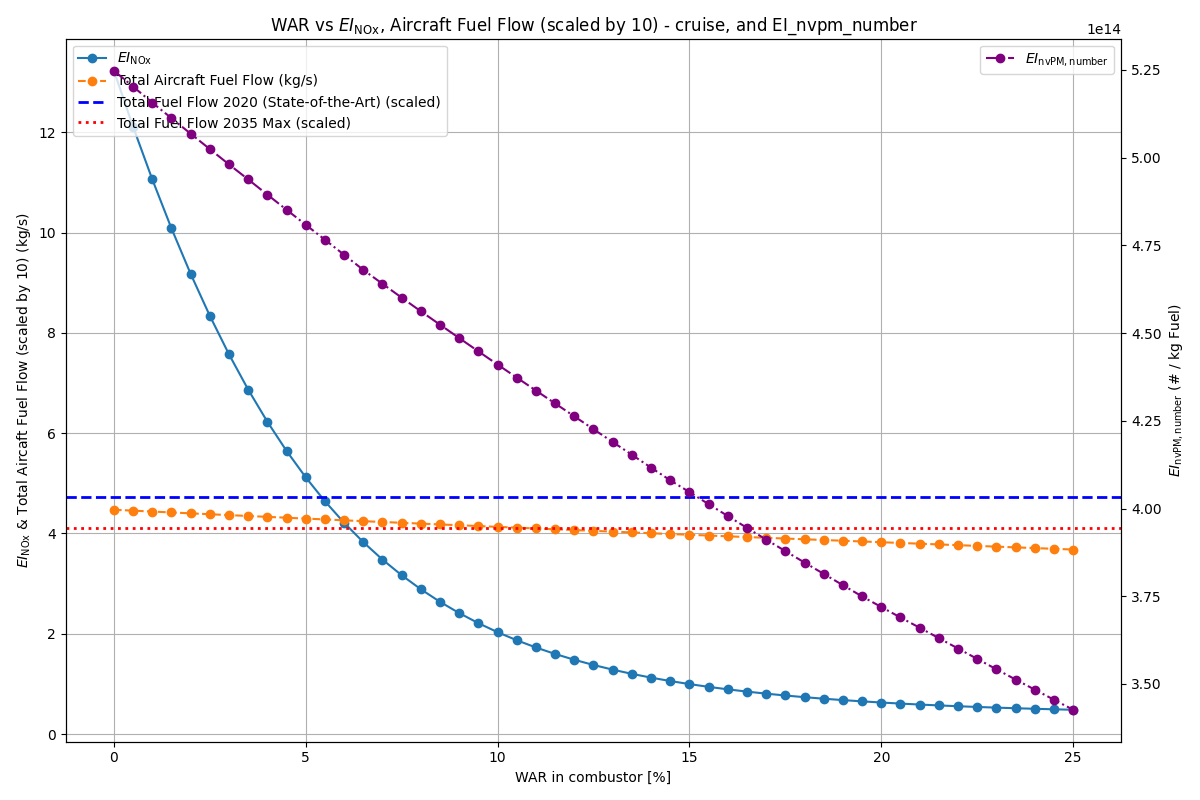 WAR vs EI_NOx, Aircraft Fuel Flow (scaled by 10) - cruise, and EI_nvpm_number
1e14
EI_NOx
Total Aircraft Fuel Flow (kg/s)
Total Fuel Flow 2020 (State-of-the-Art) (scaled)
Total Fuel Flow 2035 Max (scaled)
EI_nvPM,number
12
10
8
6
4
2
0
EI_NOx & Total Aircaft Fuel Flow (scaled by 10) (kg/s)
5.25
5.00
4.75
4.50
4.25
4.00
3.75
3.50
EI_nvPM,number (# / kg Fuel)
0 5 10 15 20 25
WAR in combustor [%]